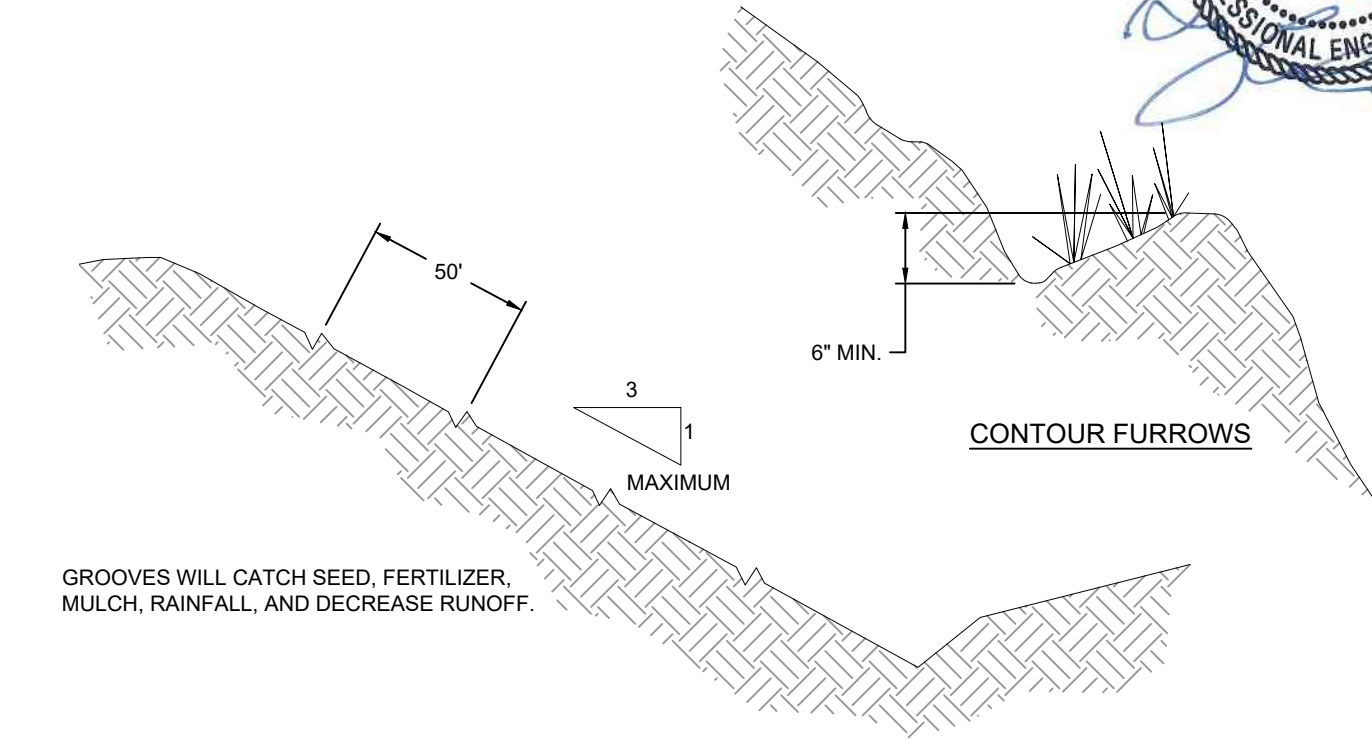 SSIONAL ENG
50'
6" MIN.
3
1
MAXIMUM
CONTOUR FURROWS
GROOVES WILL CATCH SEED, FERTILIZER,
MULCH, RAINFALL, AND DECREASE RUNOFF.